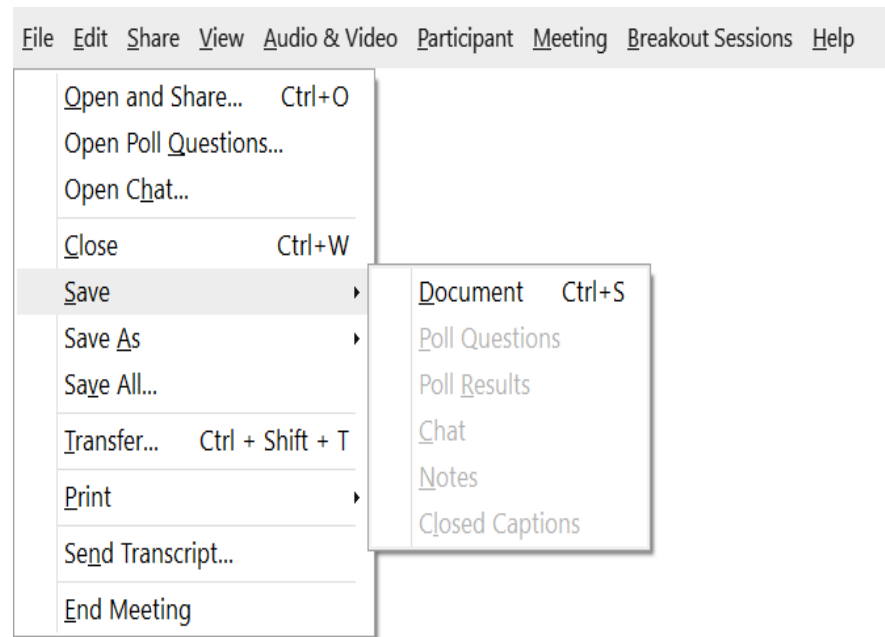 File Edit Share View Audio & Video Participant Meeting Breakout Sessions Help
Open and Share... Ctrl+O
Open Poll Questions...
Open Chat...
Close Ctrl+W
Save
Save As
Save All...
Transfer... Ctrl + Shift + T
Print
Send Transcript...
End Meeting
Document Ctrl+S
Poll Questions
Poll Results
Chat
Notes
Closed Captions